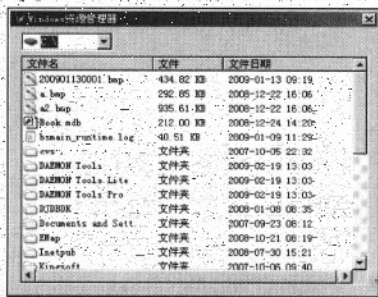 Windows资源管理器
文件名 文件 文件日期
200901130001.bmp 434.82 KB 2009-01-13 09:19
a.bmp 292.85 KB 2008-12-22 16:06
a2.bmp 935.61 KB 2008-12-22 16:06
Book.mdb 212.00 KB 2008-12-24 14:20
bsmain_runtime.log 40.51 KB 2009-01-09 11:29
cvs 文件夹 2007-10-05 22:32
DAEMON Tools 文件夹 2009-02-19 13:03
DAEMON Tools Lite 文件夹 2009-02-19 13:03
DAEMON Tools Pro 文件夹 2009-02-19 13:03
文件夹 2008-01-08 08:35
Documents and Sett 文件夹 2007-09-23 08:12
EMap 文件夹 2008-10-21 08:19
Inetpub 文件夹 2008-07-30 15:21
Kingsoft 文件夹 2007-10-06 09:40